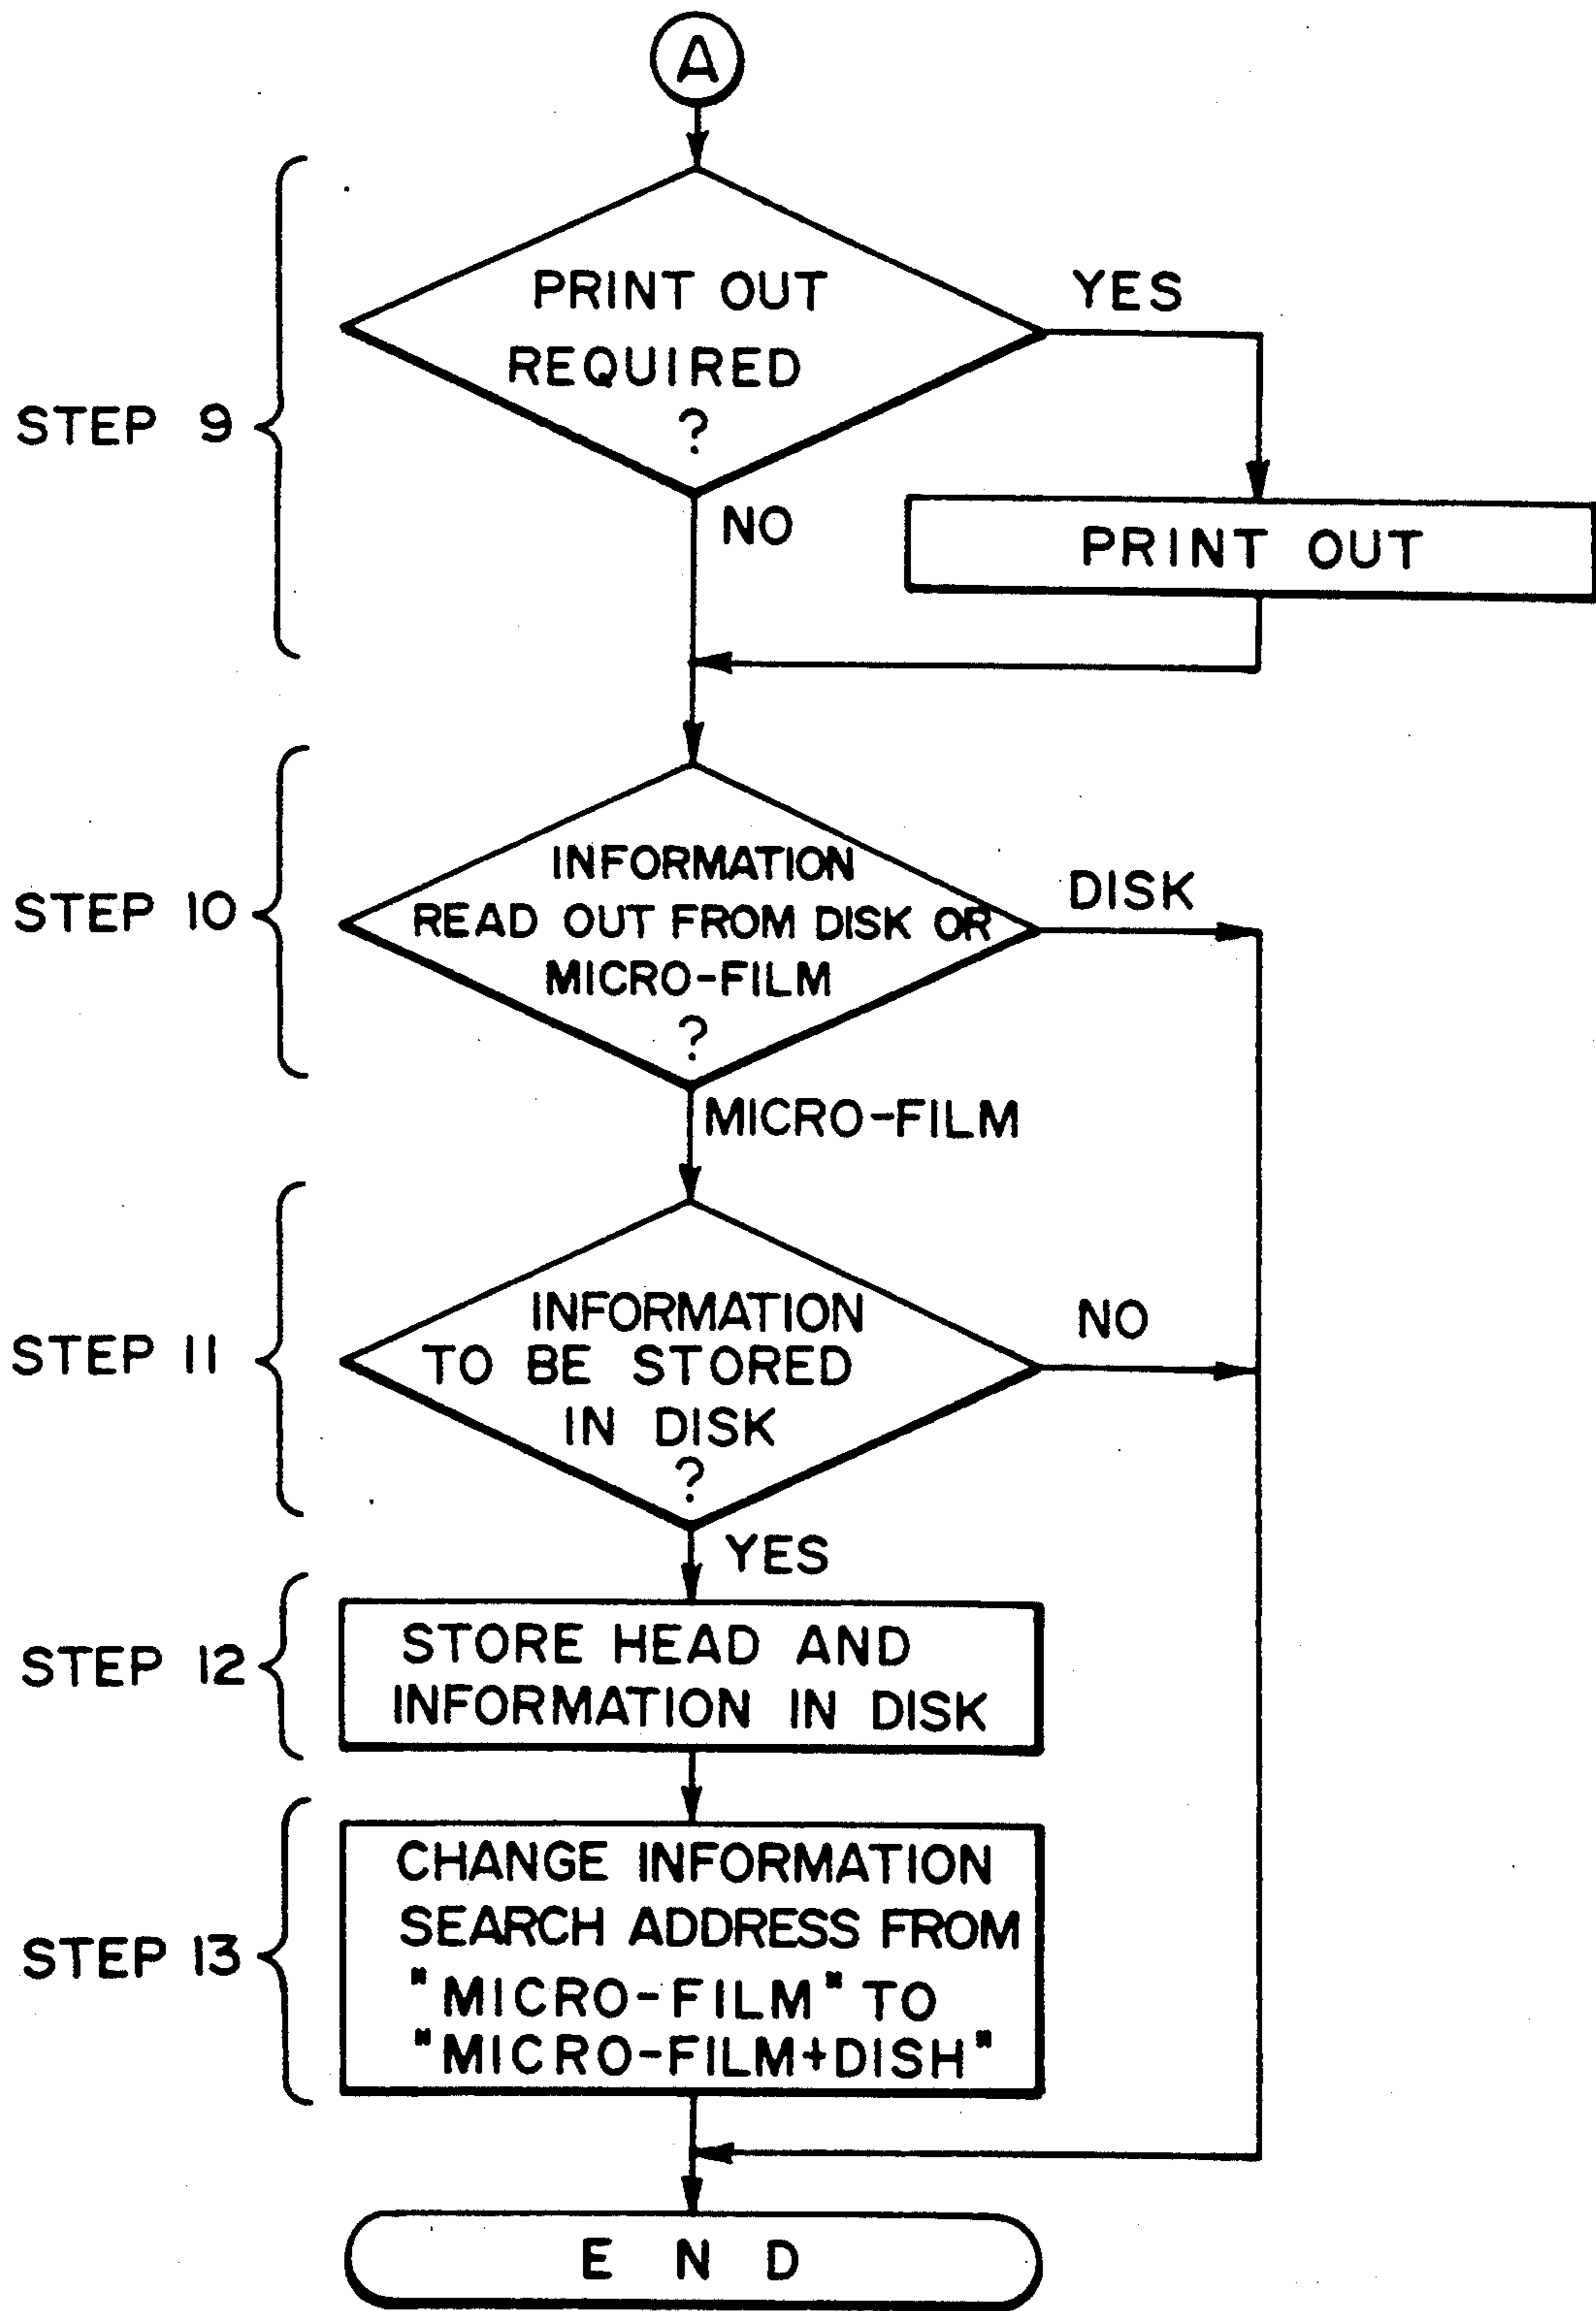 A
STEP 9
PRINT OUT
REQUIRED
?
YES
NO
PRINT OUT
STEP 10
INFORMATION
READ OUT FROM DISK OR
MICRO-FILM
?
DISK
MICRO-FILM
STEP 11
INFORMATION
TO BE STORED
IN DISK
?
NO
YES
STEP 12
STORE HEAD AND
INFORMATION IN DISK
STEP 13
CHANGE INFORMATION
SEARCH ADDRESS FROM
"MICRO-FILM" TO
"MICRO-FILM+DISH"
END